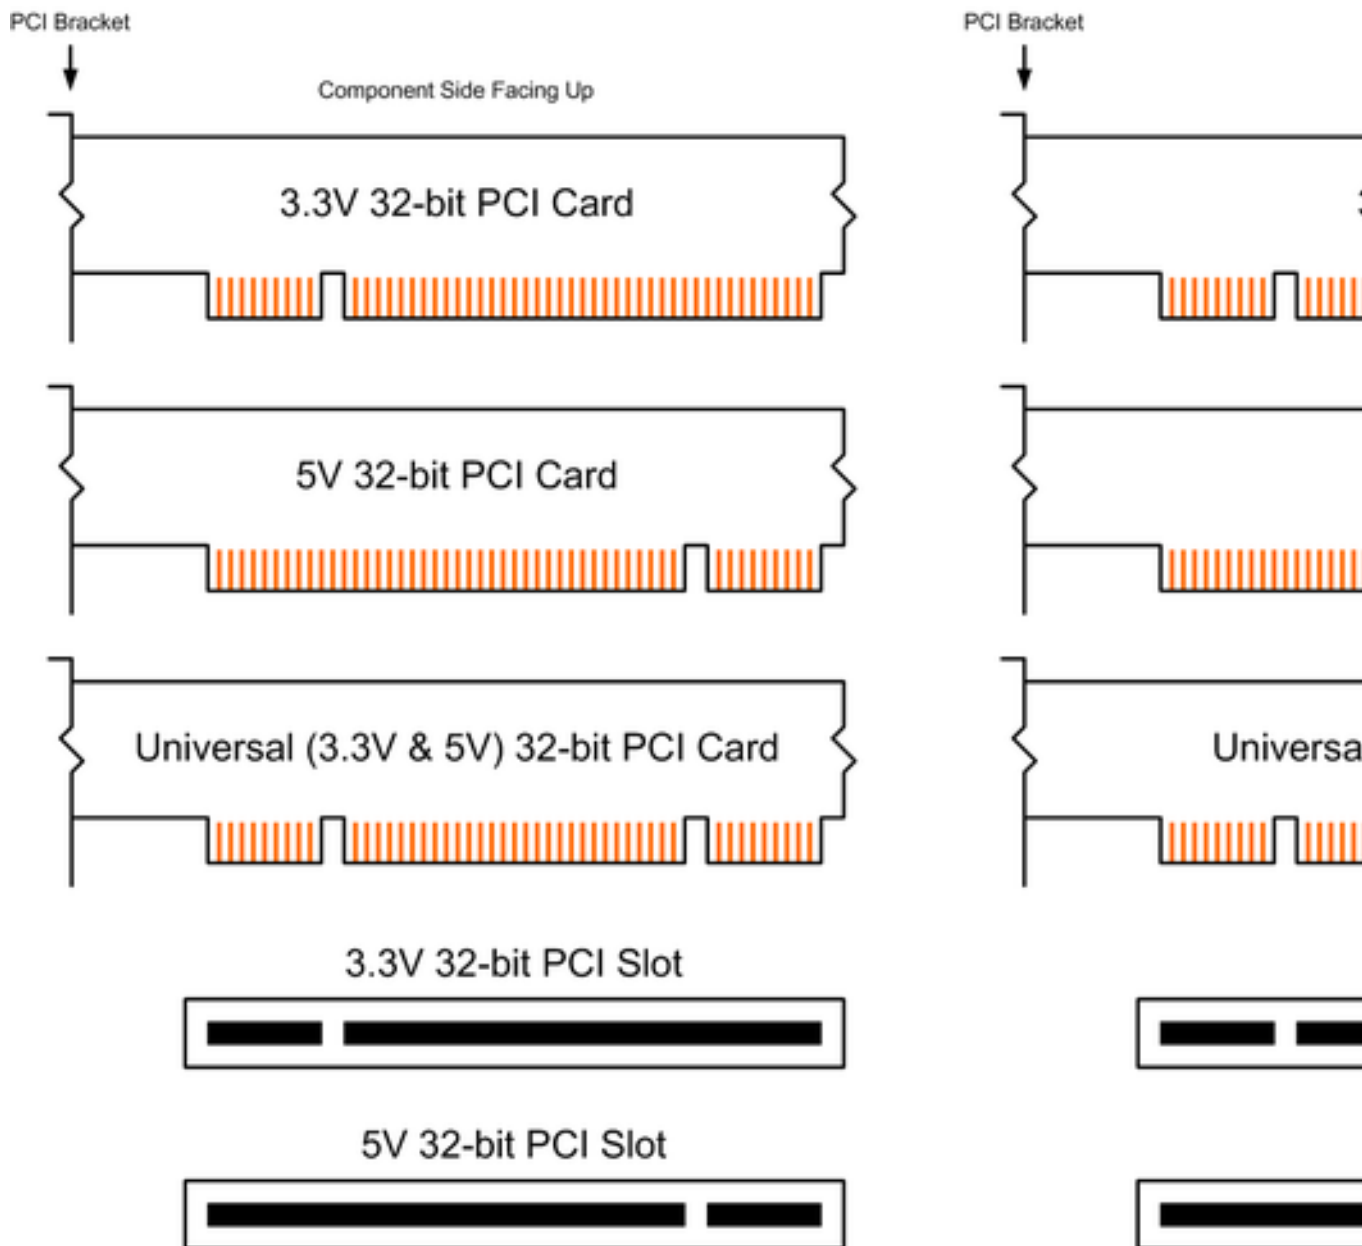 PCI Bracket
PCI Bracket
Component Side Facing Up
3.3V 32-bit PCI Card
5V 32-bit PCI Card
Universal (3.3V & 5V) 32-bit PCI Card
Universa
3.3V 32-bit PCI Slot
5V 32-bit PCI Slot